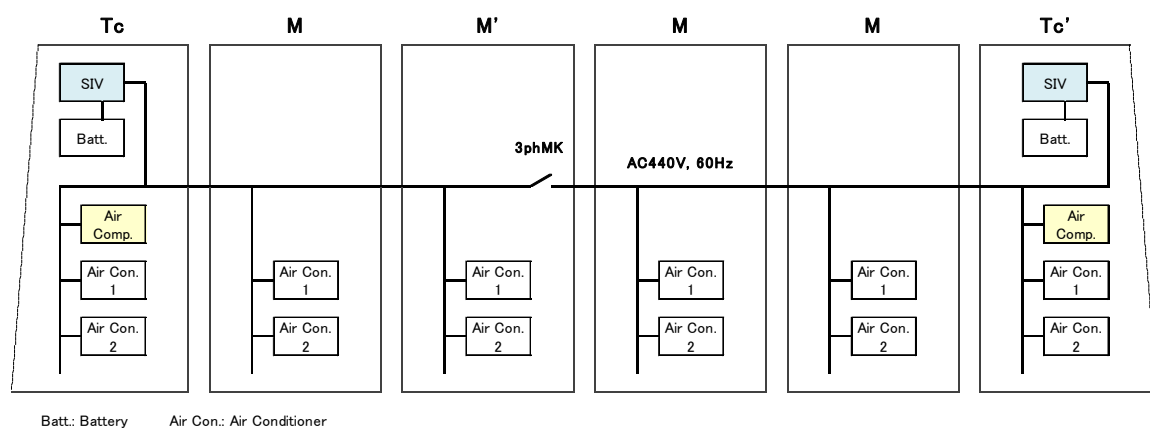 Tc
M
M'
M
M
Tc'
SIV
SIV
Batt.
Batt.
3phMK
AC440V, 60Hz
Air
Comp.
Air
Comp.
Air Con.
1
Air Con.
1
Air Con.
1
Air Con.
1
Air Con.
1
Air Con.
1
Air Con.
2
Air Con.
2
Air Con.
2
Air Con.
2
Air Con.
2
Air Con.
2
Batt.: Battery
Air Con.: Air Conditioner